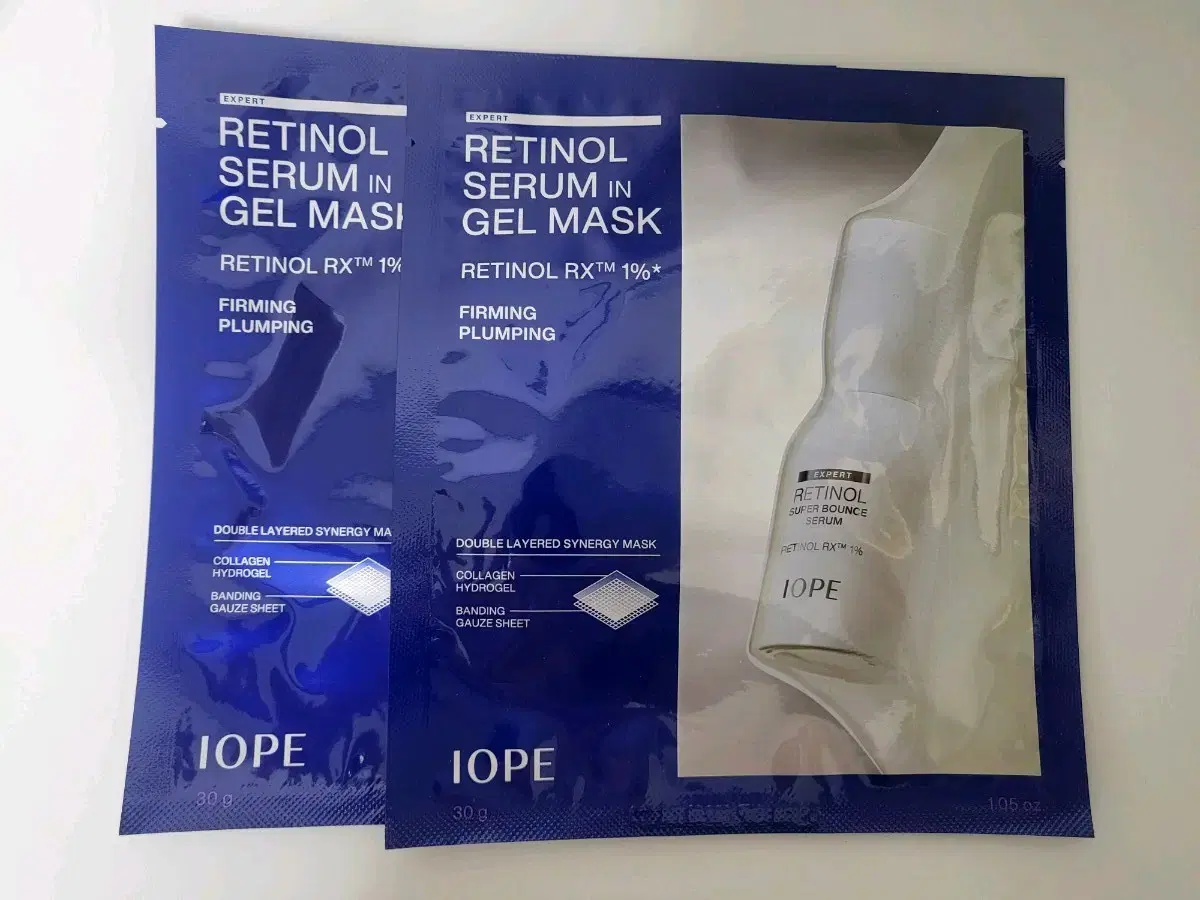 EXPERT
RETINOL
SERUM IN
GEL MASK
RETINOL RX™ 1%
FIRMING
PLUMPING
DOUBLE LAYERED SYNERGY MA
COLLAGEN
HYDROGEL
BANDING
GAUZE SHEET
IOPE
30 g
EXPERT
RETINOL
SERUM IN
GEL MASK
RETINOL RX™ 1%*
FIRMING
PLUMPING
DOUBLE LAYERED SYNERGY MASK
COLLAGEN
HYDROGEL
BANDING
GAUZE SHEET
IOPE
30 g
1.05 oz
EXPERT
RETINOL
SUPER BOUNCE
SERUM
RETINOL RX™ 1%
IOPE